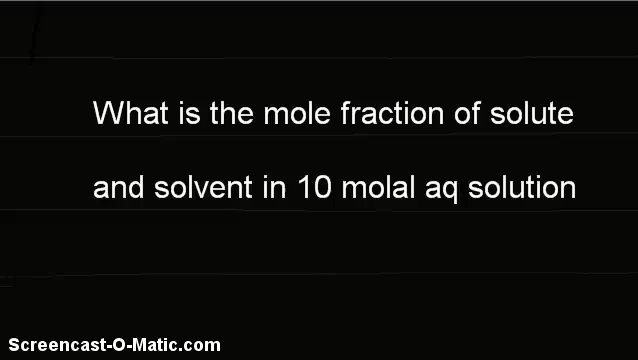 What is the mole fraction of solute
and solvent in 10 molal aq solution
Screencast-O-Matic.com